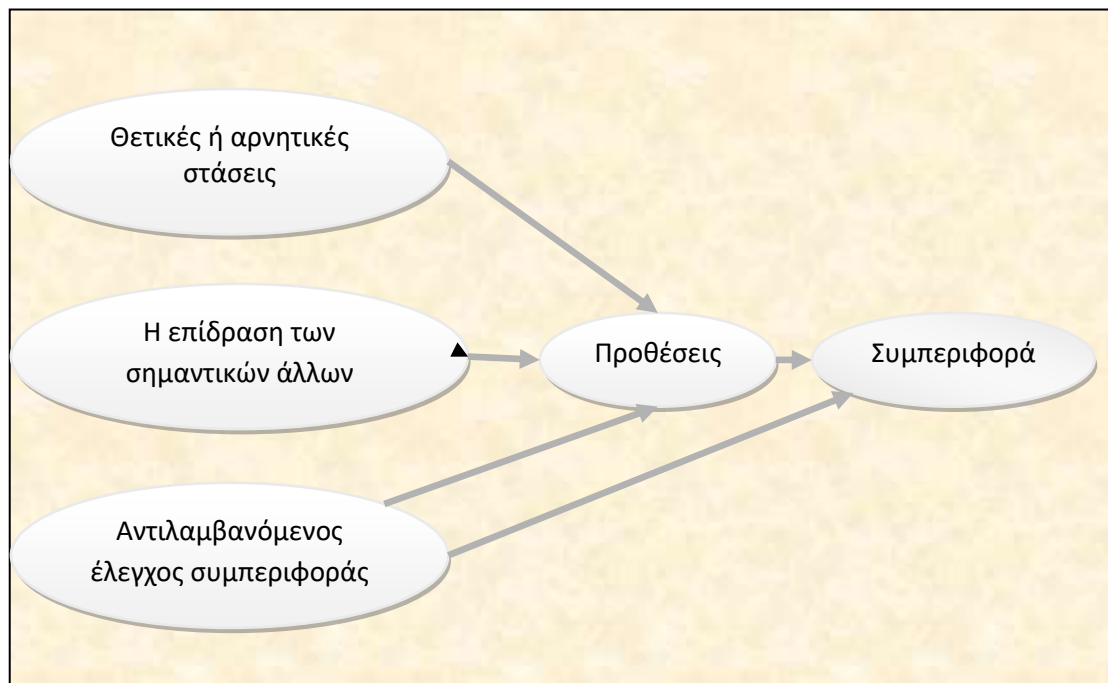 Θετικές ή αρνητικές
στάσεις
Η επίδραση των
σημαντικών άλλων
Προθέσεις
Συμπεριφορά
Αντιλαμβανόμενος
έλεγχος συμπεριφοράς